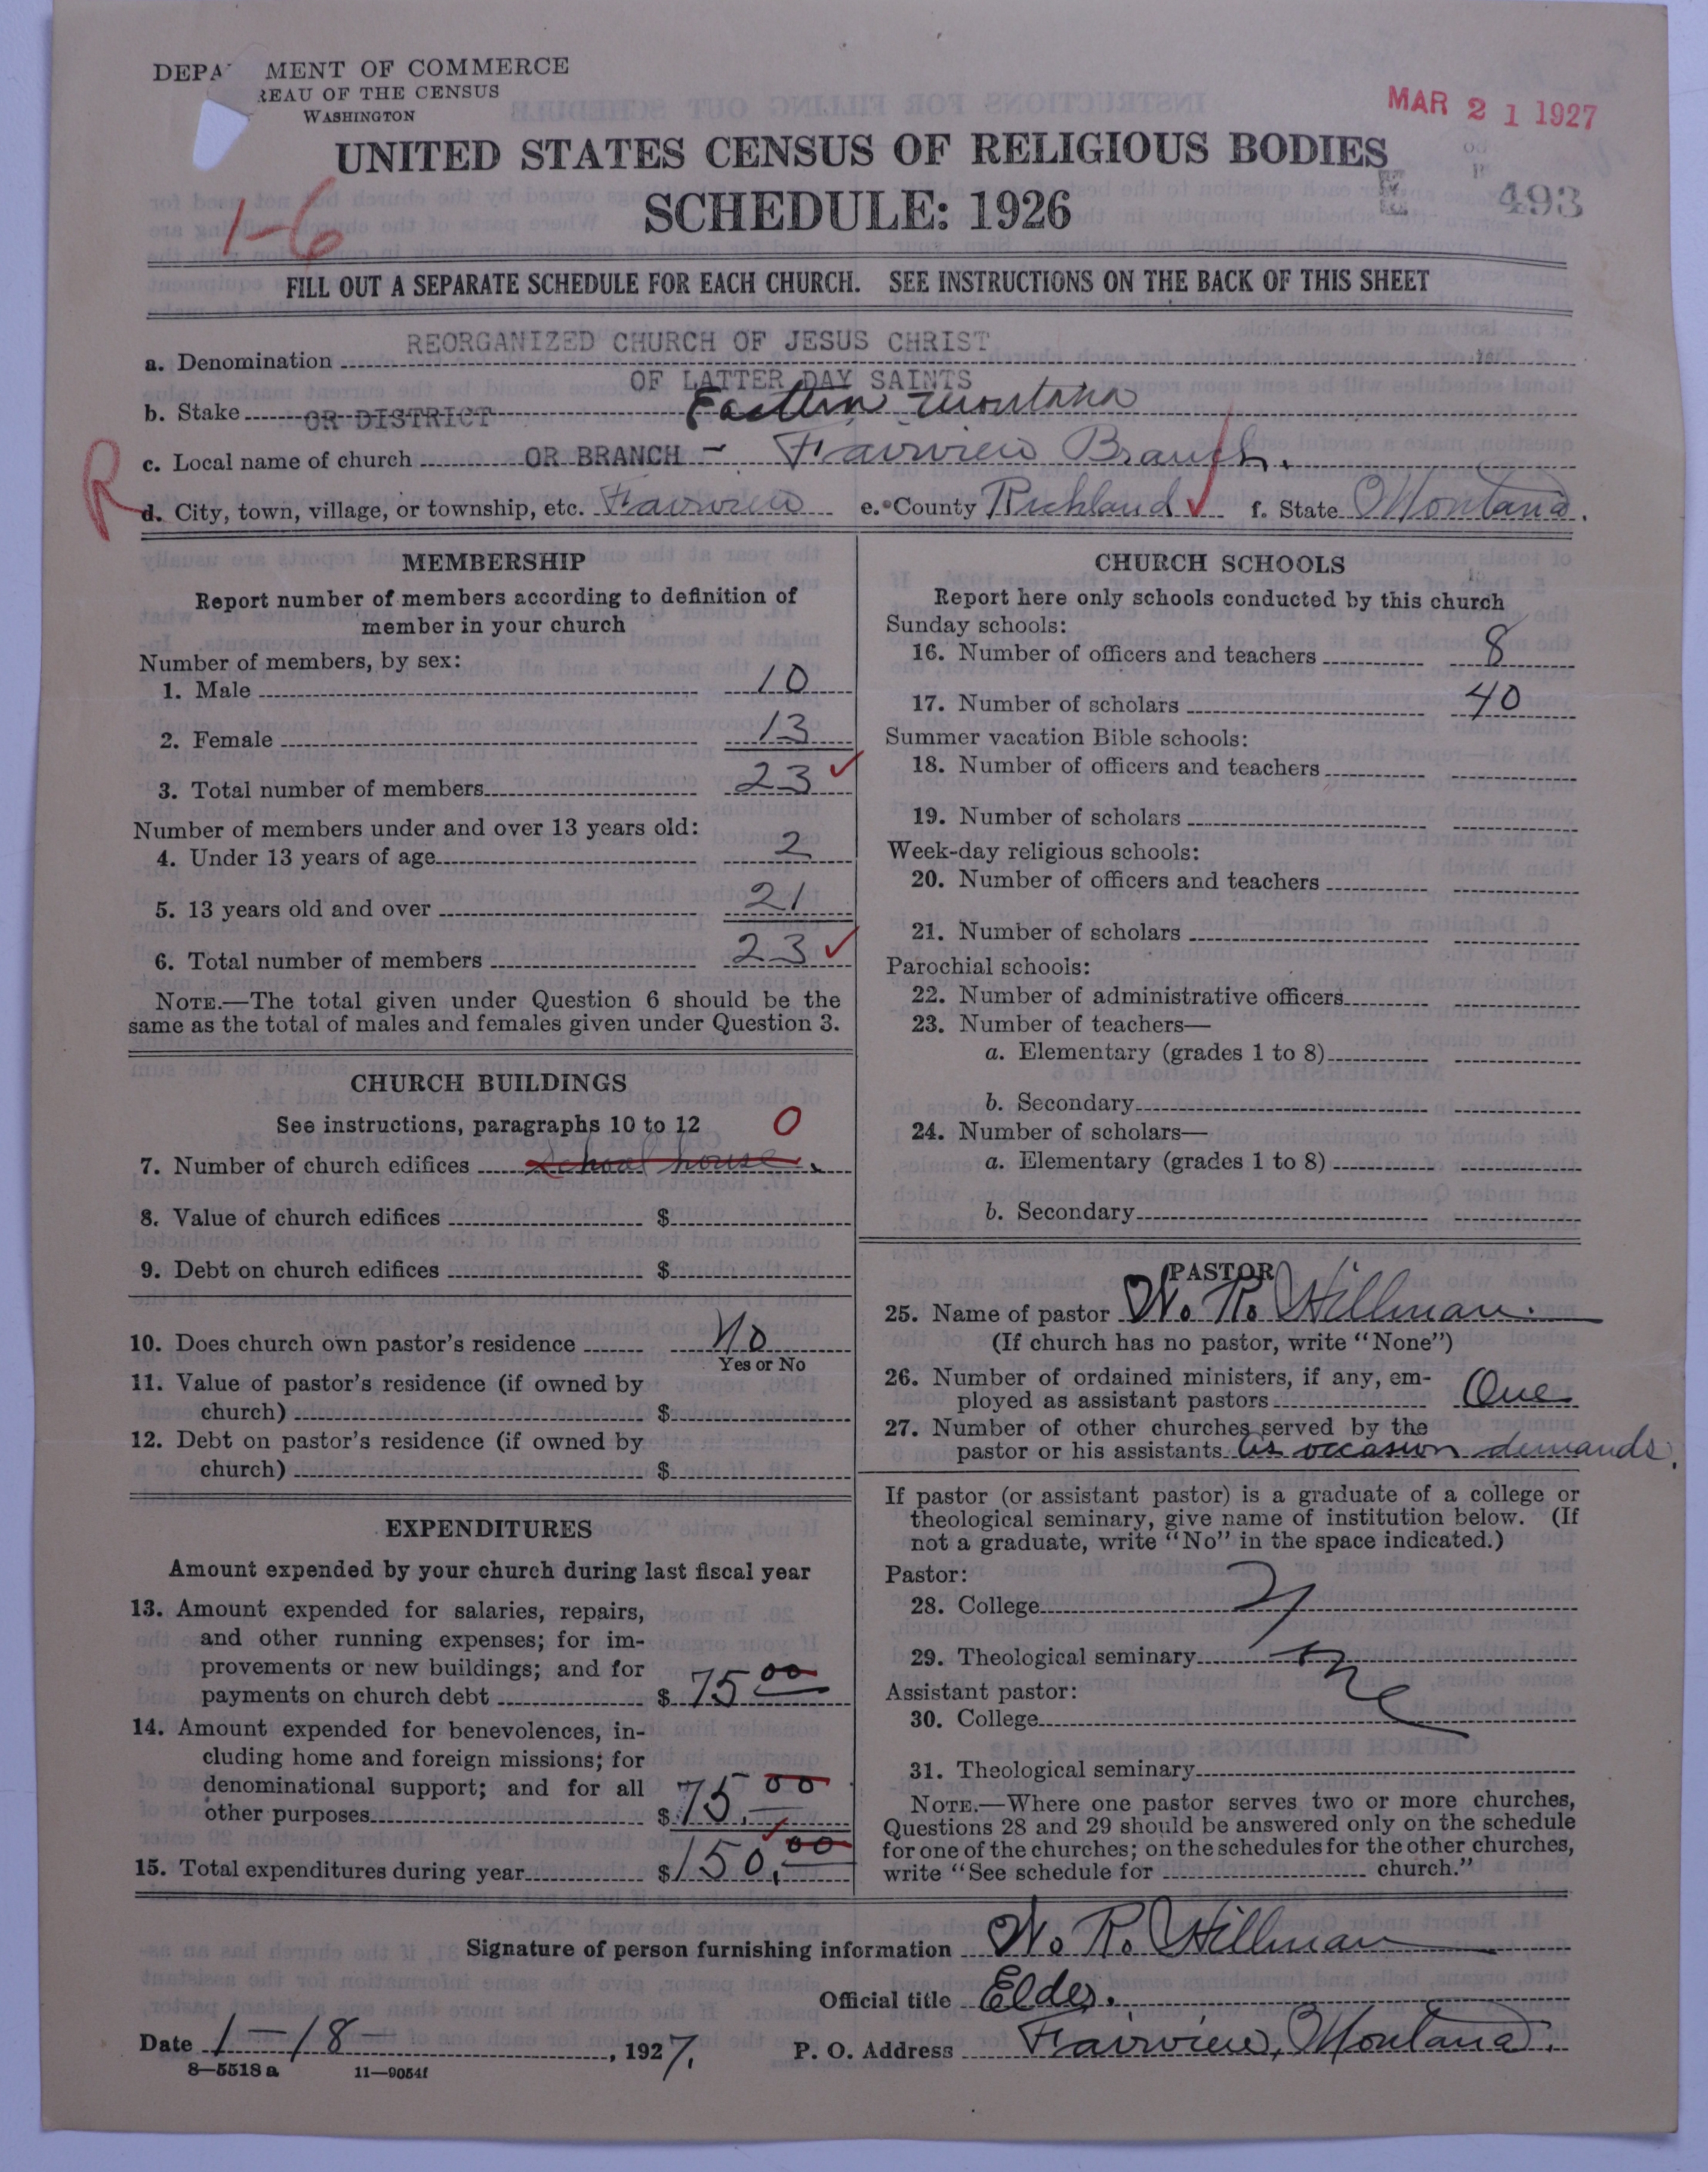 DEPA MENT OF COMMERCE
REAU OF THE CENSUS
WASHINGTON
MAR 21 1927
UNITED STATES CENSUS OF RELIGIOUS BODIES
SCHEDULE: 1926
493
1-6
FILL OUT A SEPARATE SCHEDULE FOR EACH CHURCH. SEE INSTRUCTIONS ON THE BACK OF THIS SHEET
a. Denomination REORGANIZED CHURCH OF JESUS CHRIST
OF LATTER DAY SAINTS
b. Stake OR DISTRICT Eastern Montana
c. Local name of church OR BRANCH - Fairview Branch.
R
d. City, town, village, or township, etc. Fairview e. County Richland ✓ f. State Montana.
MEMBERSHIP
Report number of members according to definition of
member in your church
Number of members, by sex:
1. Male 10
2. Female 13
3. Total number of members 23 ✓
Number of members under and over 13 years old:
4. Under 13 years of age 2
5. 13 years old and over 21
6. Total number of members 23 ✓
NOTE.—The total given under Question 6 should be the
same as the total of males and females given under Question 3.
CHURCH BUILDINGS
See instructions, paragraphs 10 to 12 0
7. Number of church edifices School house.
8. Value of church edifices $
9. Debt on church edifices $
10. Does church own pastor's residence No
Yes or No
11. Value of pastor's residence (if owned by
church) $
12. Debt on pastor's residence (if owned by
church) $
EXPENDITURES
Amount expended by your church during last fiscal year
13. Amount expended for salaries, repairs,
and other running expenses; for im-
provements or new buildings; and for
payments on church debt $ 75 00
14. Amount expended for benevolences, in-
cluding home and foreign missions; for
denominational support; and for all
other purposes $ 75.00
15. Total expenditures during year $ 150.00
CHURCH SCHOOLS
Report here only schools conducted by this church
Sunday schools:
16. Number of officers and teachers 8
17. Number of scholars 40
Summer vacation Bible schools:
18. Number of officers and teachers
19. Number of scholars
Week-day religious schools:
20. Number of officers and teachers
21. Number of scholars
Parochial schools:
22. Number of administrative officers
23. Number of teachers—
a. Elementary (grades 1 to 8)
b. Secondary
24. Number of scholars—
a. Elementary (grades 1 to 8)
b. Secondary
PASTOR
25. Name of pastor W. R. Hillman.
(If church has no pastor, write "None")
26. Number of ordained ministers, if any, em-
ployed as assistant pastors One
27. Number of other churches served by the
pastor or his assistants As occasion demands.
If pastor (or assistant pastor) is a graduate of a college or
theological seminary, give name of institution below. (If
not a graduate, write "No" in the space indicated.)
Pastor:
28. College
29. Theological seminary
Assistant pastor:
30. College
31. Theological seminary
NOTE.—Where one pastor serves two or more churches,
Questions 28 and 29 should be answered only on the schedule
for one of the churches; on the schedules for the other churches,
write "See schedule for church."
Signature of person furnishing information W. R. Hillman
Official title Elder.
Date 1-18- , 1927. P. O. Address Fairview, Montana.
8—5518 a 11—9054f